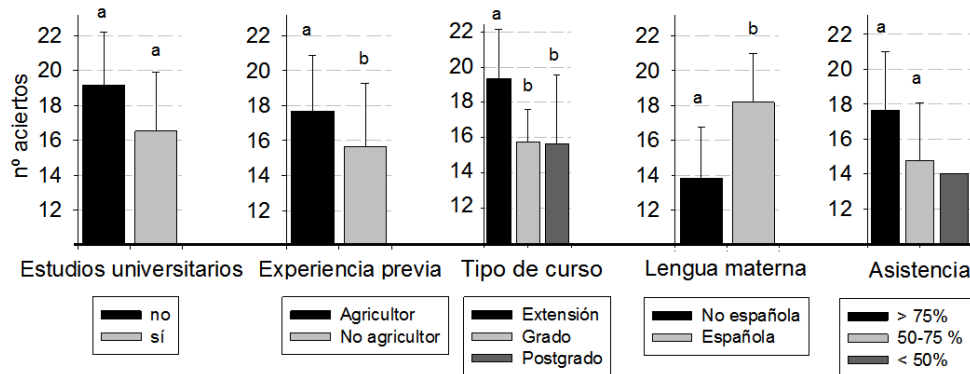 nº aciertos
22
20
18
16
14
12
a
a
Estudios universitarios
no
sí
22
20
18
16
14
12
a
b
Experiencia previa
Agricultor
No agricultor
22
20
18
16
14
12
a
b
b
Tipo de curso
Extensión
Grado
Postgrado
22
20
18
16
14
12
a
b
Lengua materna
No española
Española
22
20
18
16
14
12
a
a
Asistencia
> 75%
50-75 %
< 50%